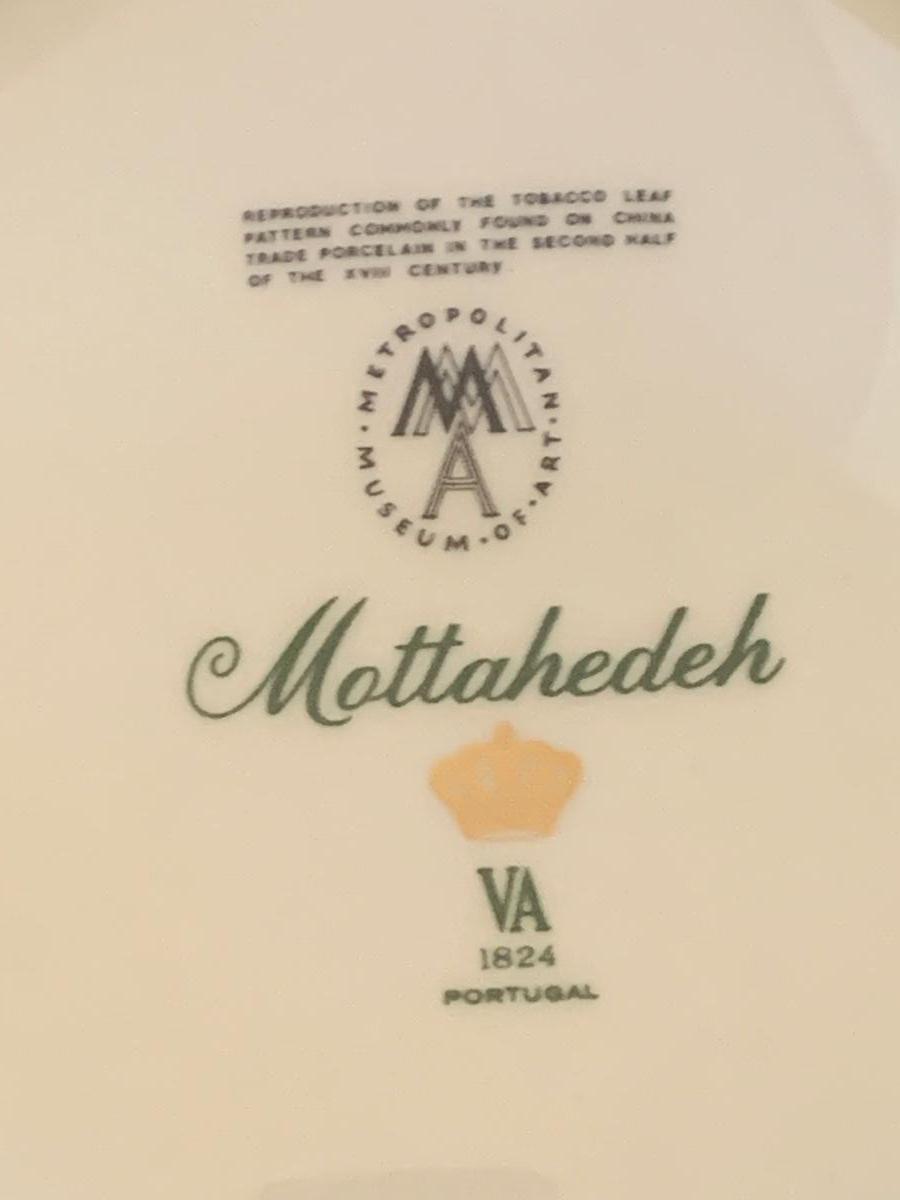 REPRODUCTION OF THE TOBACCO LEAF
PATTERN COMMONLY FOUND ON CHINA
TRADE PORCELAIN IN THE SECOND HALF
OF THE XVIII CENTURY.
METROPOLITAN · MUSEUM · OF · ART ·
MMA
Mottahedeh
VA
1824
PORTUGAL